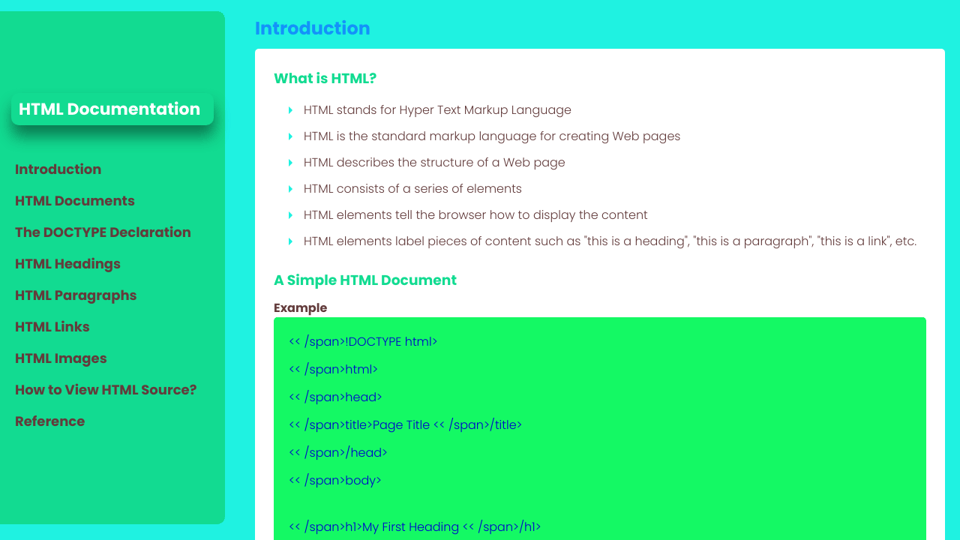 HTML Documentation
Introduction
HTML Documents
The DOCTYPE Declaration
HTML Headings
HTML Paragraphs
HTML Links
HTML Images
How to View HTML Source?
Reference
Introduction
What is HTML?
HTML stands for Hyper Text Markup Language
HTML is the standard markup language for creating Web pages
HTML describes the structure of a Web page
HTML consists of a series of elements
HTML elements tell the browser how to display the content
HTML elements label pieces of content such as "this is a heading", "this is a paragraph", "this is a link", etc.
A Simple HTML Document
Example
<< /span>!DOCTYPE html>
<< /span>html>
<< /span>head>
<< /span>title>Page Title << /span>/title>
<< /span>/head>
<< /span>body>
<< /span>h1>My First Heading << /span>/h1>